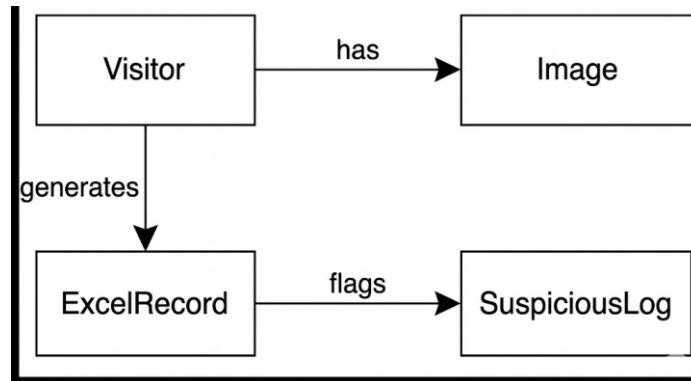 Visitor
has
Image
generates
ExcelRecord
flags
SuspiciousLog